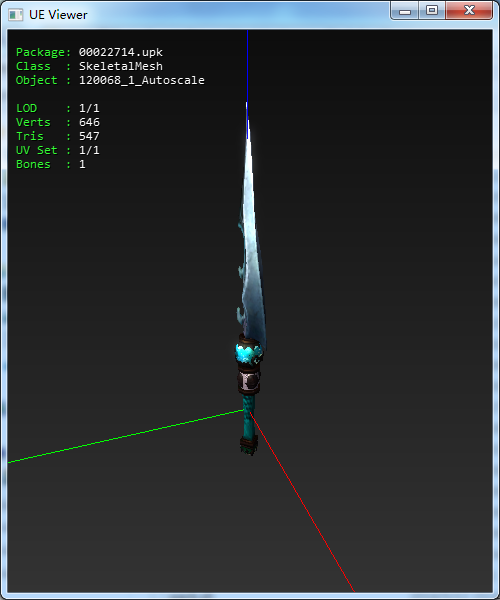 UE Viewer
Package: 00022714.upk
Class : SkeletalMesh
Object : 120068_1_Autoscale
LOD : 1/1
Verts : 646
Tris : 547
UV Set : 1/1
Bones : 1